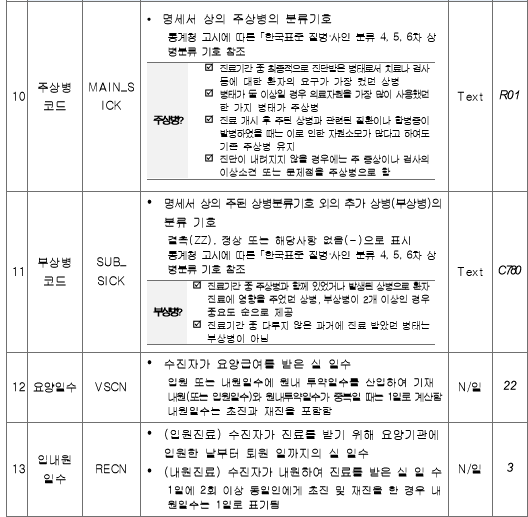 10
주상병
코드
MAIN_S
ICK
• 명세서 상의 주상병의 분류기호
통계청 고시에 따른 「한국표준 질병·사인 분류 4, 5, 6차 상
병분류 기호 참조
주상병?
☑ 진료기간 중 최종적으로 진단받은 병태로서 치료나 검사
등에 대한 환자의 요구가 가장 컸던 상병
☑ 병태가 둘 이상일 경우 의료자원을 가장 많이 사용했던
한 가지 병태가 주상병
☑ 진료 개시 후 주된 상병과 관련된 질환이나 합병증이
발병하였을 때는 이로 인한 자원소모가 많다고 하여도
기존 주상병 유지
☑ 진단이 내려지지 않을 경우에는 주 증상이나 검사의
이상소견 또는 문제점을 주상병으로 함
Text
R01
11
부상병
코드
SUB_
SICK
• 명세서 상의 주된 상병분류기호 외의 추가 상병(부상병)의
분류 기호
결측(ZZ), 정상 또는 해당사항 없음(-)으로 표시
통계청 고시에 따른 「한국표준 질병·사인 분류 4, 5, 6차 상
병분류 기호 참조
부상병?
☑ 진료기간 중 주상병과 함께 있었거나 발생된 상병으로 환자
진료에 영향을 주었던 상병, 부상병이 2개 이상인 경우
중요도 순으로 제공
☑ 진료기간 중 다루지 않은 과거에 진료 받았던 병태는
부상병이 아님
Text
C780
12
요양일수
VSCN
• 수진자가 요양급여를 받은 실 일수
입원 또는 내원일수에 원내 투약일수를 산입하여 기재
내원(또는 입원일수)와 원내투약일수가 중복일 때는 1일로 계산함
내원일수는 초진과 재진을 포함함
N/일
22
13
입내원
일수
RECN
• (입원진료) 수진자가 진료를 받기 위해 요양기관에
입원한 날부터 퇴원 일까지의 실 일수
• (내원진료) 수진자가 내원하여 진료를 받은 실 일 수
1일에 2회 이상 동일인에게 초진 및 재진을 한 경우 내
원일수는 1일로 표기됨
N/일
3